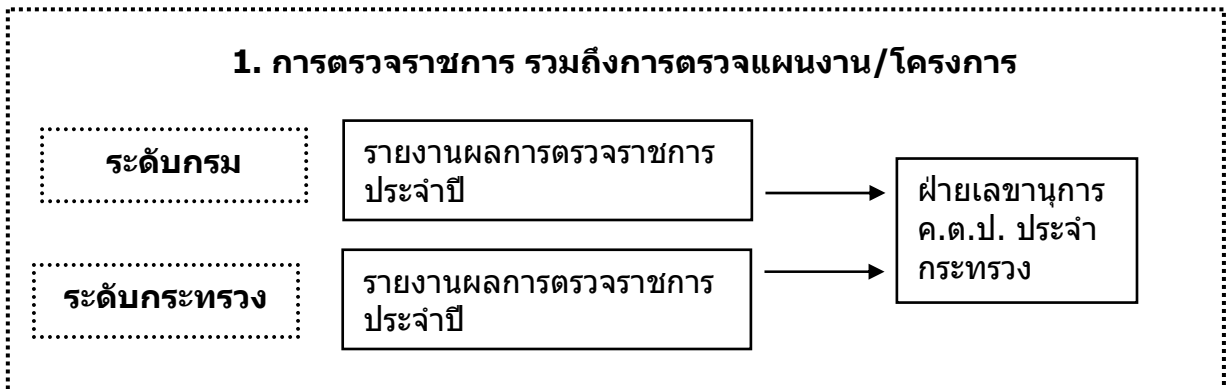 1. การตรวจราชการ รวมถึงการตรวจแผนงาน/โครงการ
ระดับกรม
รายงานผลการตรวจราชการ
ประจำปี
ฝ่ายเลขานุการ
ค.ต.ป. ประจำ
กระทรวง
ระดับกระทรวง
รายงานผลการตรวจราชการ
ประจำปี